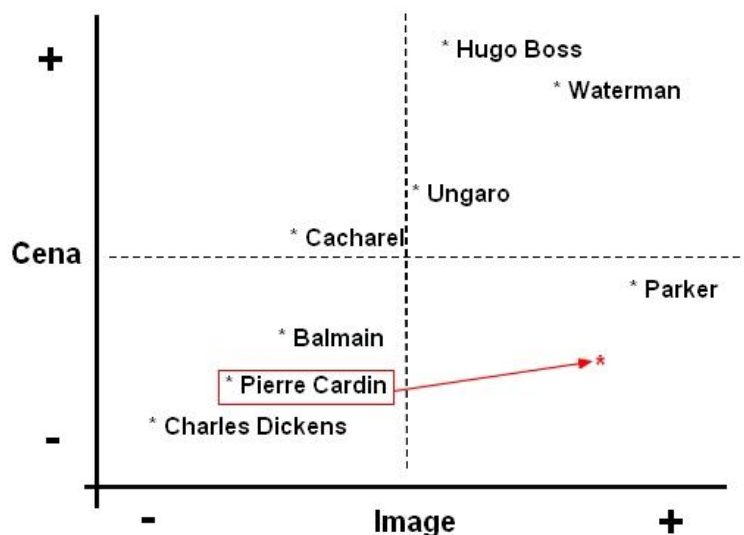 * Hugo Boss
+
* Waterman
* Ungaro
* Cacharel
Cena
* Parker
* Balmain
*
* Pierre Cardin
* Charles Dickens
-
- Image +